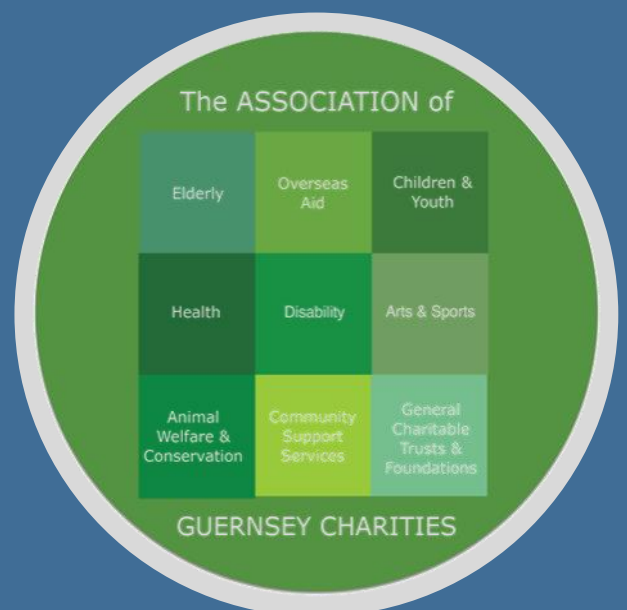 The ASSOCIATION of
Elderly
Overseas
Aid
Children &
Youth
Health
Disability
Arts & Sports
Animal
Welfare &
Conservation
Community
Support
Services
General
Charitable
Trusts &
Foundations
GUERNSEY CHARITIES